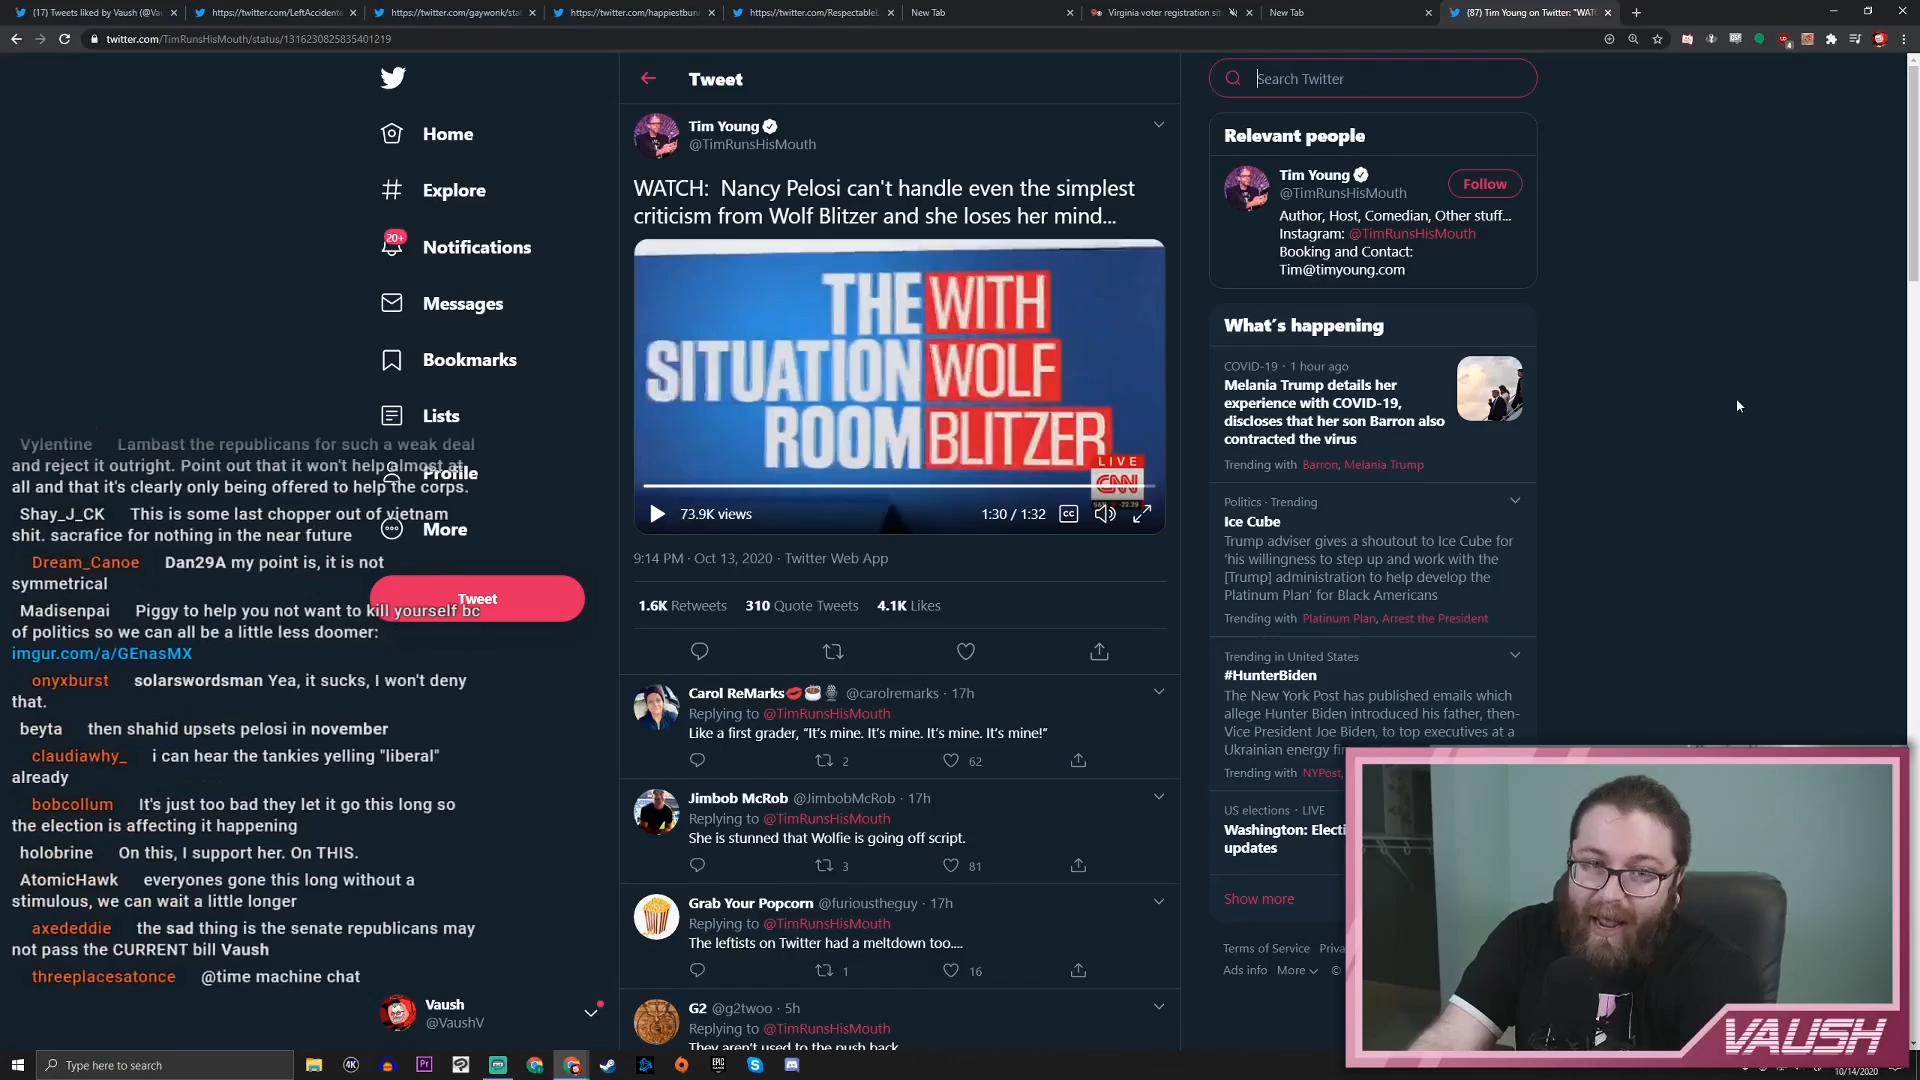 (17) Tweets liked by Vaush (@Vau
https://twitter.com/LeftAccidente
https://twitter.com/gaywonk/stat
https://twitter.com/happiestbunn
https://twitter.com/RespectableL
New Tab
Virginia voter registration sit
New Tab
(87) Tim Young on Twitter: "WATC
twitter.com/TimRunsHisMouth/status/1316230825835401219
Home
Explore
20+
Notifications
Messages
Bookmarks
Lists
Profile
More
Tweet
Vaush
@VaushV
Vylentine Lambast the republicans for such a weak deal
and reject it outright. Point out that it won't help almost at
all and that it's clearly only being offered to help the corps.
Shay_J_CK This is some last chopper out of vietnam
shit. sacrafice for nothing in the near future
Dream_Canoe Dan29A my point is, it is not
symmetrical
Madisenpai Piggy to help you not want to kill yourself bc
of politics so we can all be a little less doomer:
imgur.com/a/GEnasMX
onyxburst solarswordsman Yea, it sucks, I won't deny
that.
beyta then shahid upsets pelosi in november
claudiawhy_ i can hear the tankies yelling "liberal"
already
bobcollum It's just too bad they let it go this long so
the election is affecting it happening
holobrine On this, I support her. On THIS.
AtomicHawk everyones gone this long without a
stimulous, we can wait a little longer
axededdie the sad thing is the senate republicans may
not pass the CURRENT bill Vaush
threeplacesatonce @time machine chat
Tweet
Tim Young
@TimRunsHisMouth
WATCH: Nancy Pelosi can't handle even the simplest
criticism from Wolf Blitzer and she loses her mind...
THE WITH
SITUATION WOLF
ROOM BLITZER
LIVE
CNN
73.9K views
1:30 / 1:32
CC
9:14 PM · Oct 13, 2020 · Twitter Web App
1.6K Retweets 310 Quote Tweets 4.1K Likes
Carol ReMarks💋☕🎙 @carolremarks · 17h
Replying to @TimRunsHisMouth
Like a first grader, "It's mine. It's mine. It's mine. It's mine!"
2 62
Jimbob McRob @JimbobMcRob · 17h
Replying to @TimRunsHisMouth
She is stunned that Wolfie is going off script.
3 81
Grab Your Popcorn @furioustheguy · 17h
Replying to @TimRunsHisMouth
The leftists on Twitter had a meltdown too....
1 16
G2 @g2twoo · 5h
Replying to @TimRunsHisMouth
They aren't used to the push back
Search Twitter
Relevant people
Tim Young
@TimRunsHisMouth
Follow
Author, Host, Comedian, Other stuff...
Instagram: @TimRunsHisMouth
Booking and Contact:
Tim@timyoung.com
What's happening
COVID-19 · 1 hour ago
Melania Trump details her
experience with COVID-19,
discloses that her son Barron also
contracted the virus
Trending with Barron, Melania Trump
Politics · Trending
Ice Cube
Trump adviser gives a shoutout to Ice Cube for
'his willingness to step up and work with the
[Trump] administration to help develop the
Platinum Plan' for Black Americans
Trending with Platinum Plan, Arrest the President
Trending in United States
#HunterBiden
The New York Post has published emails which
allege Hunter Biden introduced his father, then-
Vice President Joe Biden, to top executives at a
Ukrainian energy fi
Trending with NYPost,
US elections · LIVE
Washington: Electi
updates
Show more
Terms of Service Priva
Ads info More ©
VAUSH
Type here to search
10/14/2020